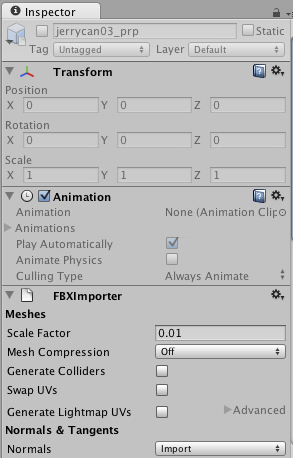 Inspector
jerrycan03_prp Static
Tag Untagged Layer Default
Transform
Position
X 0 Y 0 Z 0
Rotation
X 0 Y 0 Z 0
Scale
X 1 Y 1 Z 1
Animation
Animation None (Animation Clip
Animations
Play Automatically
Animate Physics
Culling Type Always Animate
FBXImporter
Meshes
Scale Factor 0.01
Mesh Compression Off
Generate Colliders
Swap UVs
Generate Lightmap UVs Advanced
Normals & Tangents
Normals Import